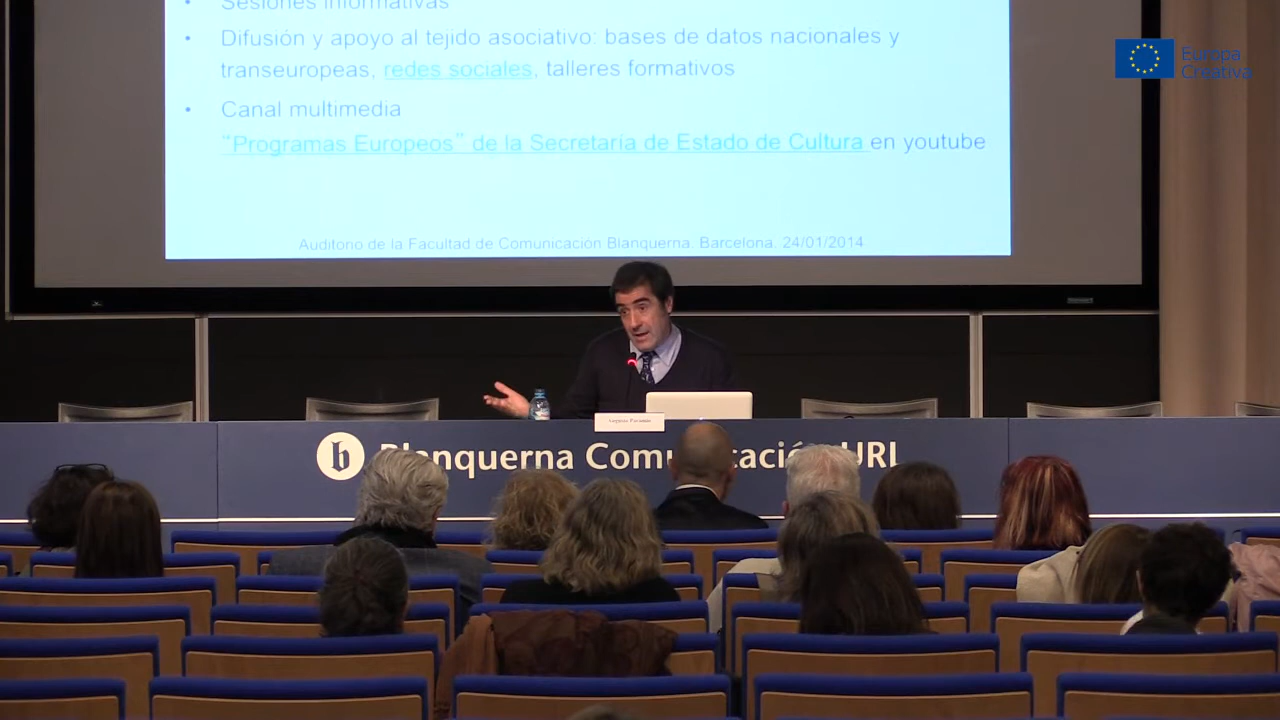 • Sesiones informativas
• Difusión y apoyo al tejido asociativo: bases de datos nacionales y
transeuropeas, redes sociales, talleres formativos
• Canal multimedia
"Programas Europeos" de la Secretaría de Estado de Cultura en youtube
Auditorio de la Facultad de Comunicación Blanquerna. Barcelona. 24/01/2014.
Europa
Creativa
b Blanquerna Comunicación URL